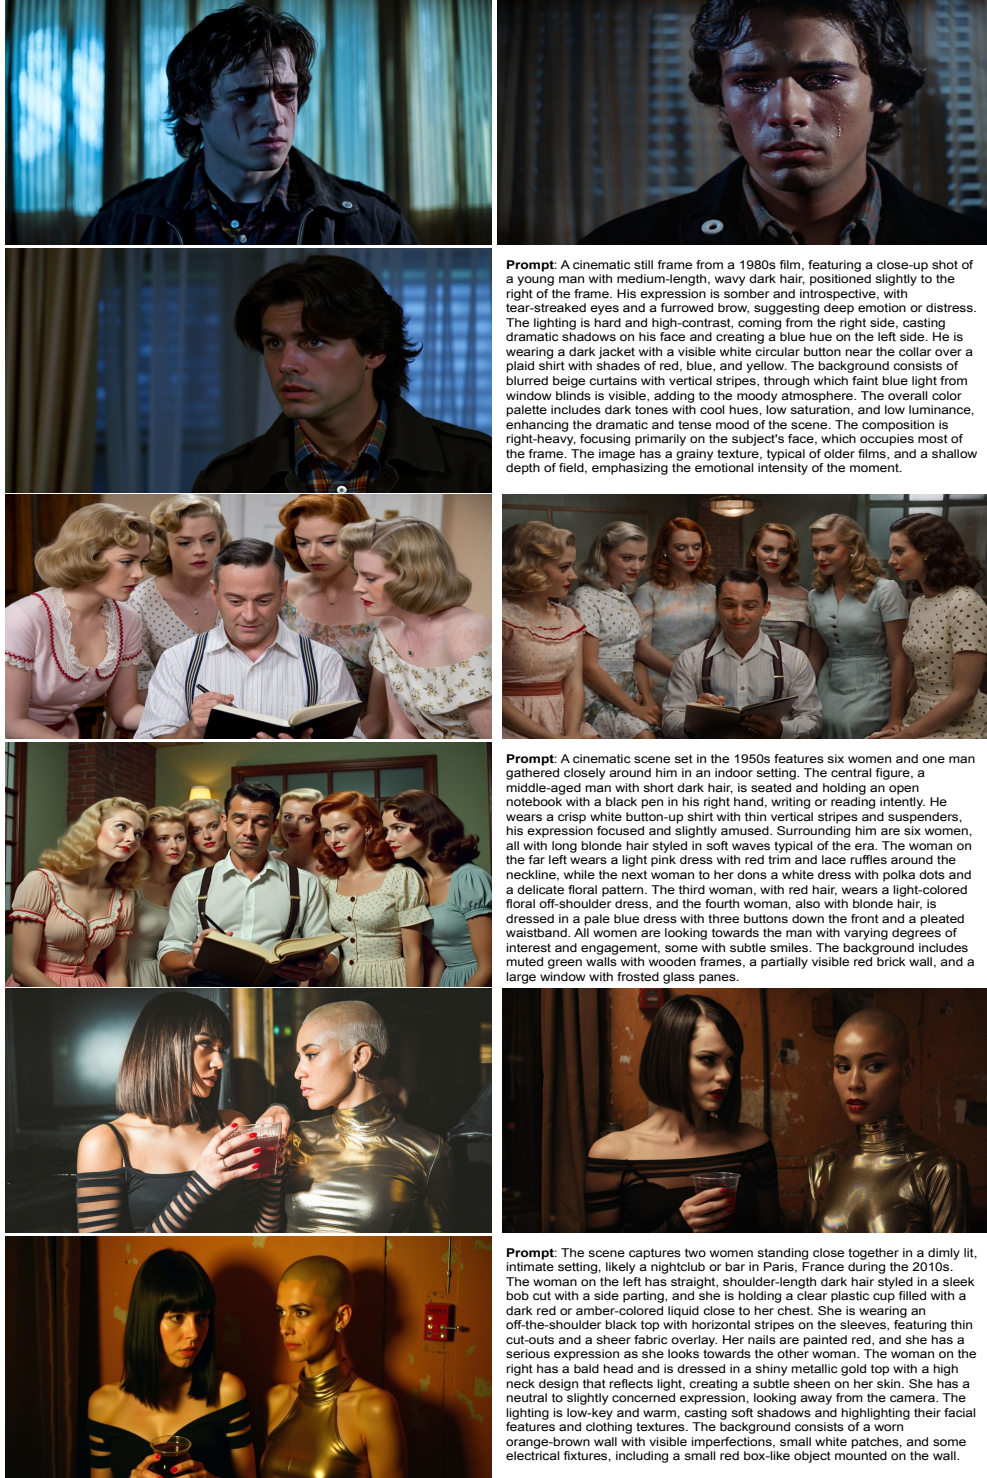 Prompt: A cinematic still frame from a 1980s film, featuring a close-up shot of
a young man with medium-length, wavy dark hair, positioned slightly to the
right of the frame. His expression is somber and introspective, with
tear-streaked eyes and a furrowed brow, suggesting deep emotion or distress.
The lighting is hard and high-contrast, coming from the right side, casting
dramatic shadows on his face and creating a blue hue on the left side. He is
wearing a dark jacket with a visible white circular button near the collar over a
plaid shirt with shades of red, blue, and yellow. The background consists of
blurred beige curtains with vertical stripes, through which faint blue light from
window blinds is visible, adding to the moody atmosphere. The overall color
palette includes dark tones with cool hues, low saturation, and low luminance,
enhancing the dramatic and tense mood of the scene. The composition is
right-heavy, focusing primarily on the subject's face, which occupies most of
the frame. The image has a grainy texture, typical of older films, and a shallow
depth of field, emphasizing the emotional intensity of the moment.
Prompt: A cinematic scene set in the 1950s features six women and one man
gathered closely around him in an indoor setting. The central figure, a
middle-aged man with short dark hair, is seated and holding an open
notebook with a black pen in his right hand, writing or reading intently. He
wears a crisp white button-up shirt with thin vertical stripes and suspenders,
his expression focused and slightly amused. Surrounding him are six women,
all with long blonde hair styled in soft waves typical of the era. The woman on
the far left wears a light pink dress with red trim and lace ruffles around the
neckline, while the next woman to her dons a white dress with polka dots and
a delicate floral pattern. The third woman, with red hair, wears a light-colored
floral off-shoulder dress, and the fourth woman, also with blonde hair, is
dressed in a pale blue dress with three buttons down the front and a pleated
waistband. All women are looking towards the man with varying degrees of
interest and engagement, some with subtle smiles. The background includes
muted green walls with wooden frames, a partially visible red brick wall, and a
large window with frosted glass panes.
Prompt: The scene captures two women standing close together in a dimly lit,
intimate setting, likely a nightclub or bar in Paris, France during the 2010s.
The woman on the left has straight, shoulder-length dark hair styled in a sleek
bob cut with a side parting, and she is holding a clear plastic cup filled with a
dark red or amber-colored liquid close to her chest. She is wearing an
off-the-shoulder black top with horizontal stripes on the sleeves, featuring thin
cut-outs and a sheer fabric overlay. Her nails are painted red, and she has a
serious expression as she looks towards the other woman. The woman on the
right has a bald head and is dressed in a shiny metallic gold top with a high
neck design that reflects light, creating a subtle sheen on her skin. She has a
neutral to slightly concerned expression, looking away from the camera. The
lighting is low-key and warm, casting soft shadows and highlighting their facial
features and clothing textures. The background consists of a worn
orange-brown wall with visible imperfections, small white patches, and some
electrical fixtures, including a small red box-like object mounted on the wall.